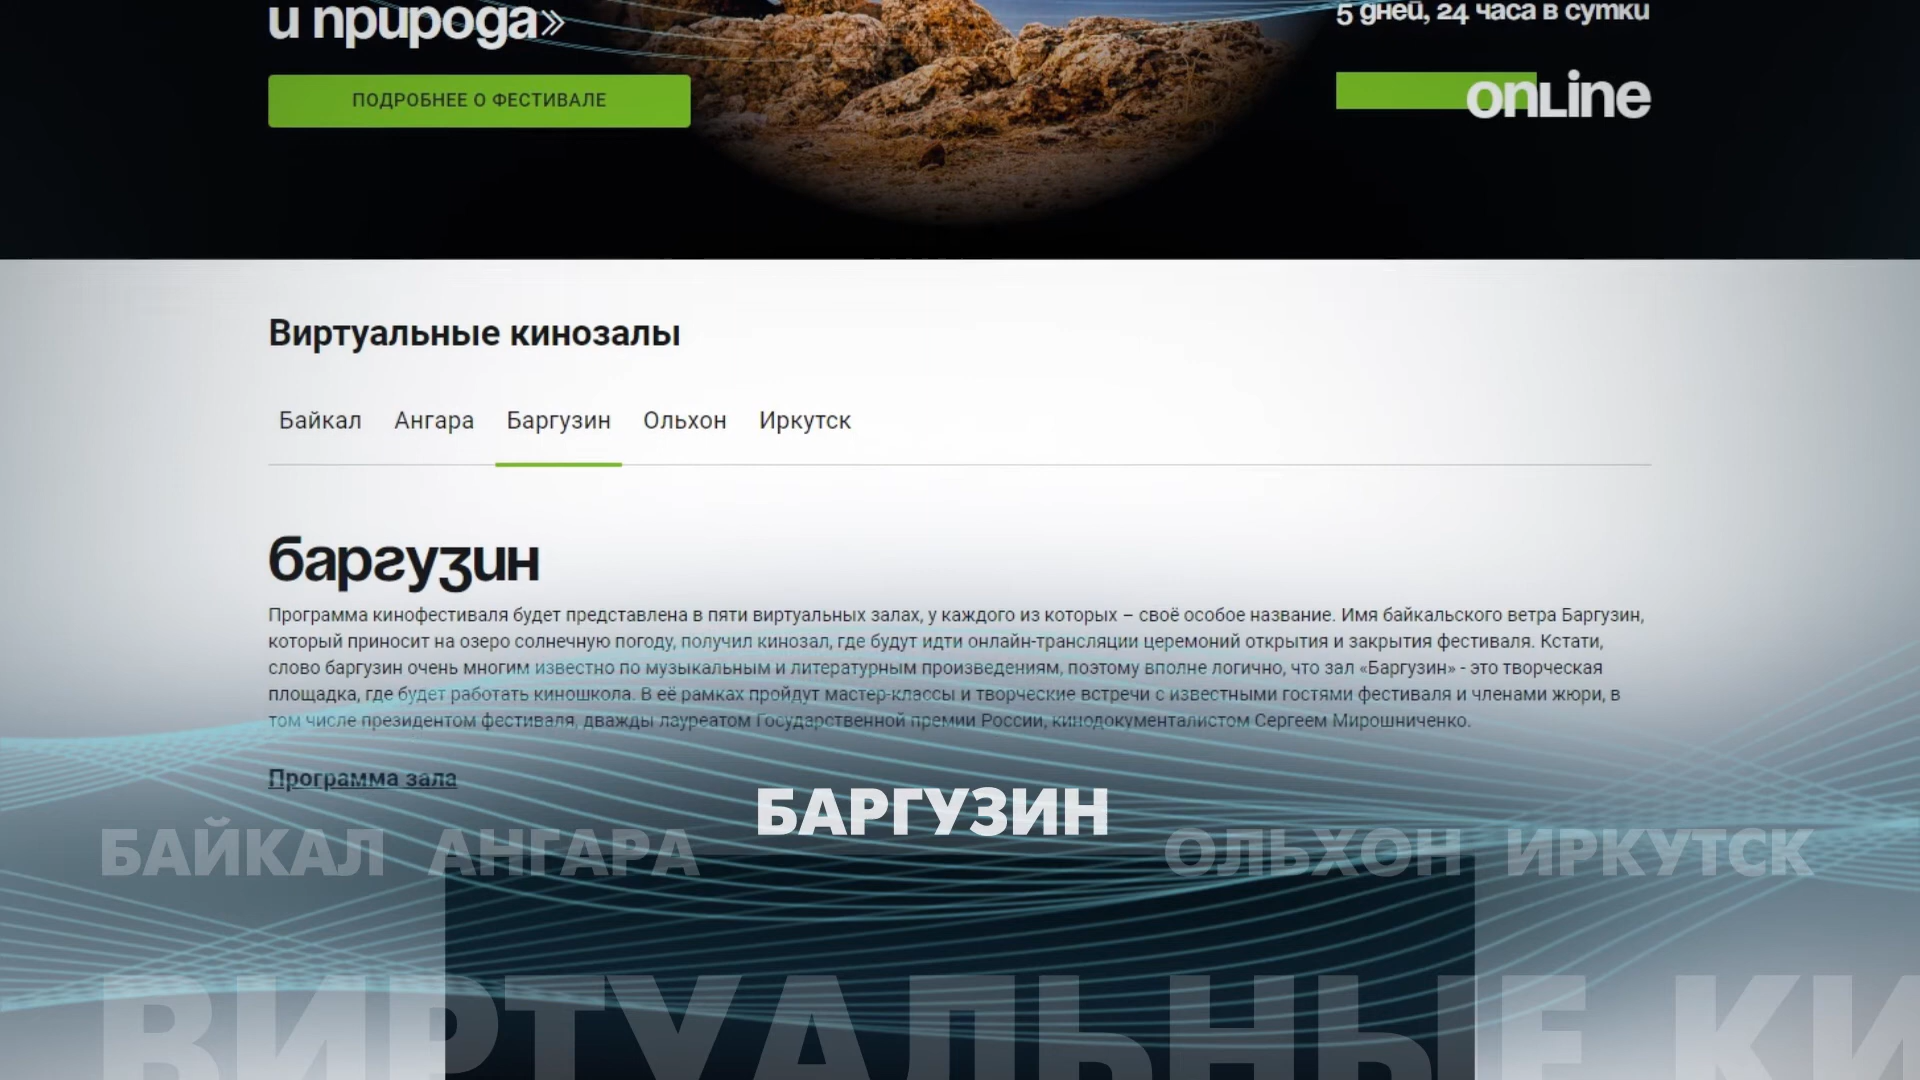 и природа»
5 дней, 24 часа в сутки
ПОДРОБНЕЕ О ФЕСТИВАЛЕ
online
Виртуальные кинозалы
Байкал Ангара Баргузин Ольхон Иркутск
баргузин
Программа кинофестиваля будет представлена в пяти виртуальных залах, у каждого из которых – своё особое название. Имя байкальского ветра Баргузин,
который приносит на озеро солнечную погоду, получил кинозал, где будут идти онлайн-трансляции церемоний открытия и закрытия фестиваля. Кстати,
слово баргузин очень многим известно по музыкальным и литературным произведениям, поэтому вполне логично, что зал «Баргузин» - это творческая
площадка, где будет работать киношкола. В её рамках пройдут мастер-классы и творческие встречи с известными гостями фестиваля и членами жюри, в
том числе президентом фестиваля, дважды лауреатом Государственной премии России, кинодокументалистом Сергеем Мирошниченко.
Программа зала
БАЙКАЛ АНГАРА БАРГУЗИН ОЛЬХОН ИРКУТСК
ВИРТУАЛЬНЫЕ КИ